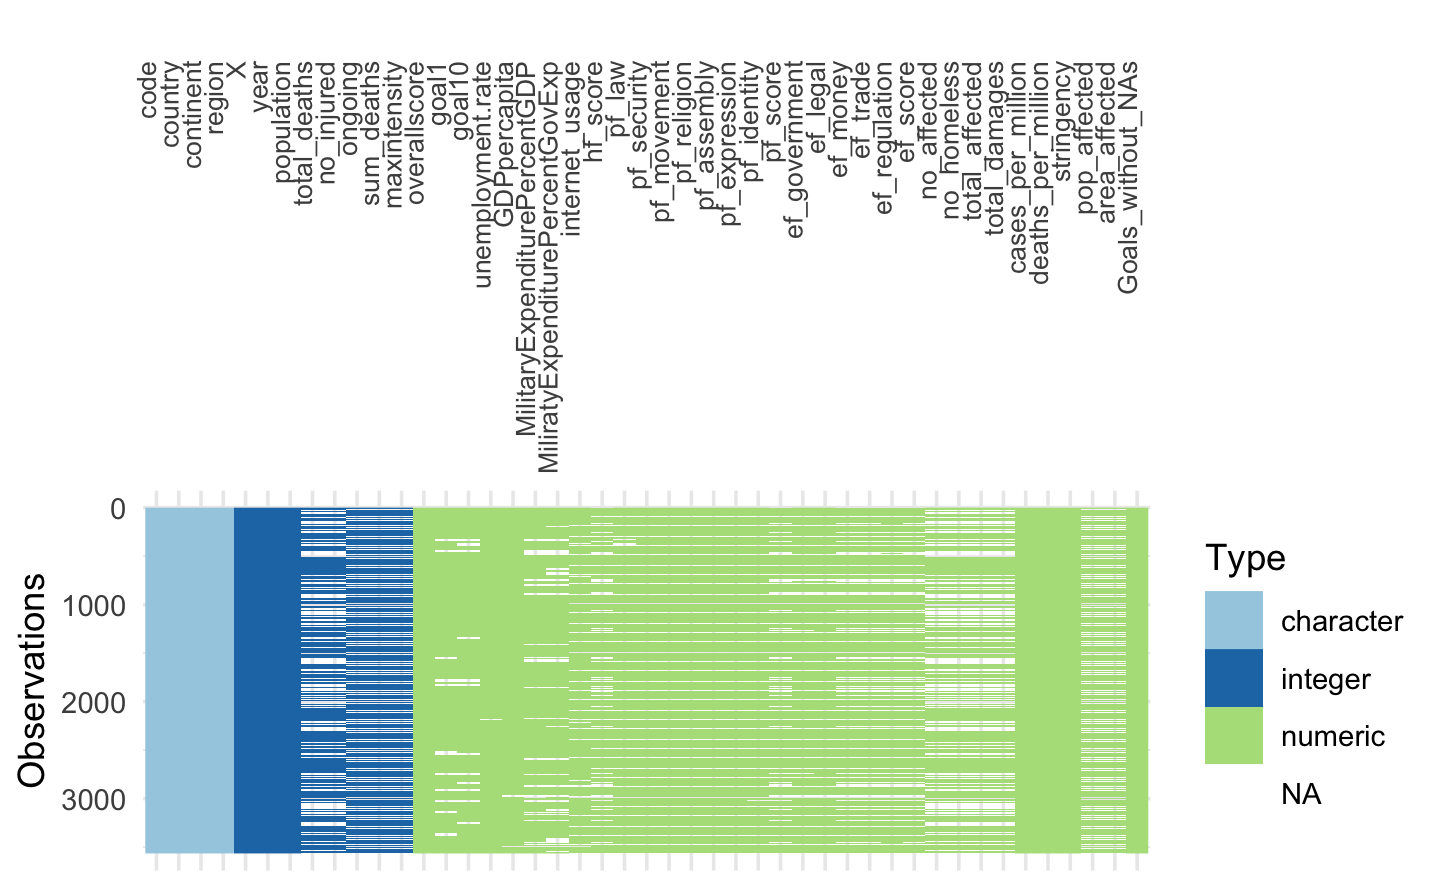 code
country
continent
region
X
year
population
total_deaths
no_injured
ongoing
sum_deaths
maxintensity
overallscore
goal1
goal10
unemployment.rate
GDPpercapita
MilitaryExpenditurePercentGDP
MiliratyExpenditurePercentGovExp
internet_usage
hf_score
pf_law
pf_security
pf_movement
pf_religion
pf_assembly
pf_expression
pf_identity
pf_score
ef_government
ef_legal
ef_money
ef_trade
ef_regulation
ef_score
no_affected
no_homeless
total_affected
total_damages
cases_per_million
deaths_per_million
stringency
pop_affected
area_affected
Goals_without_NAs
Observations
0
1000
2000
3000
Type
character
integer
numeric
NA